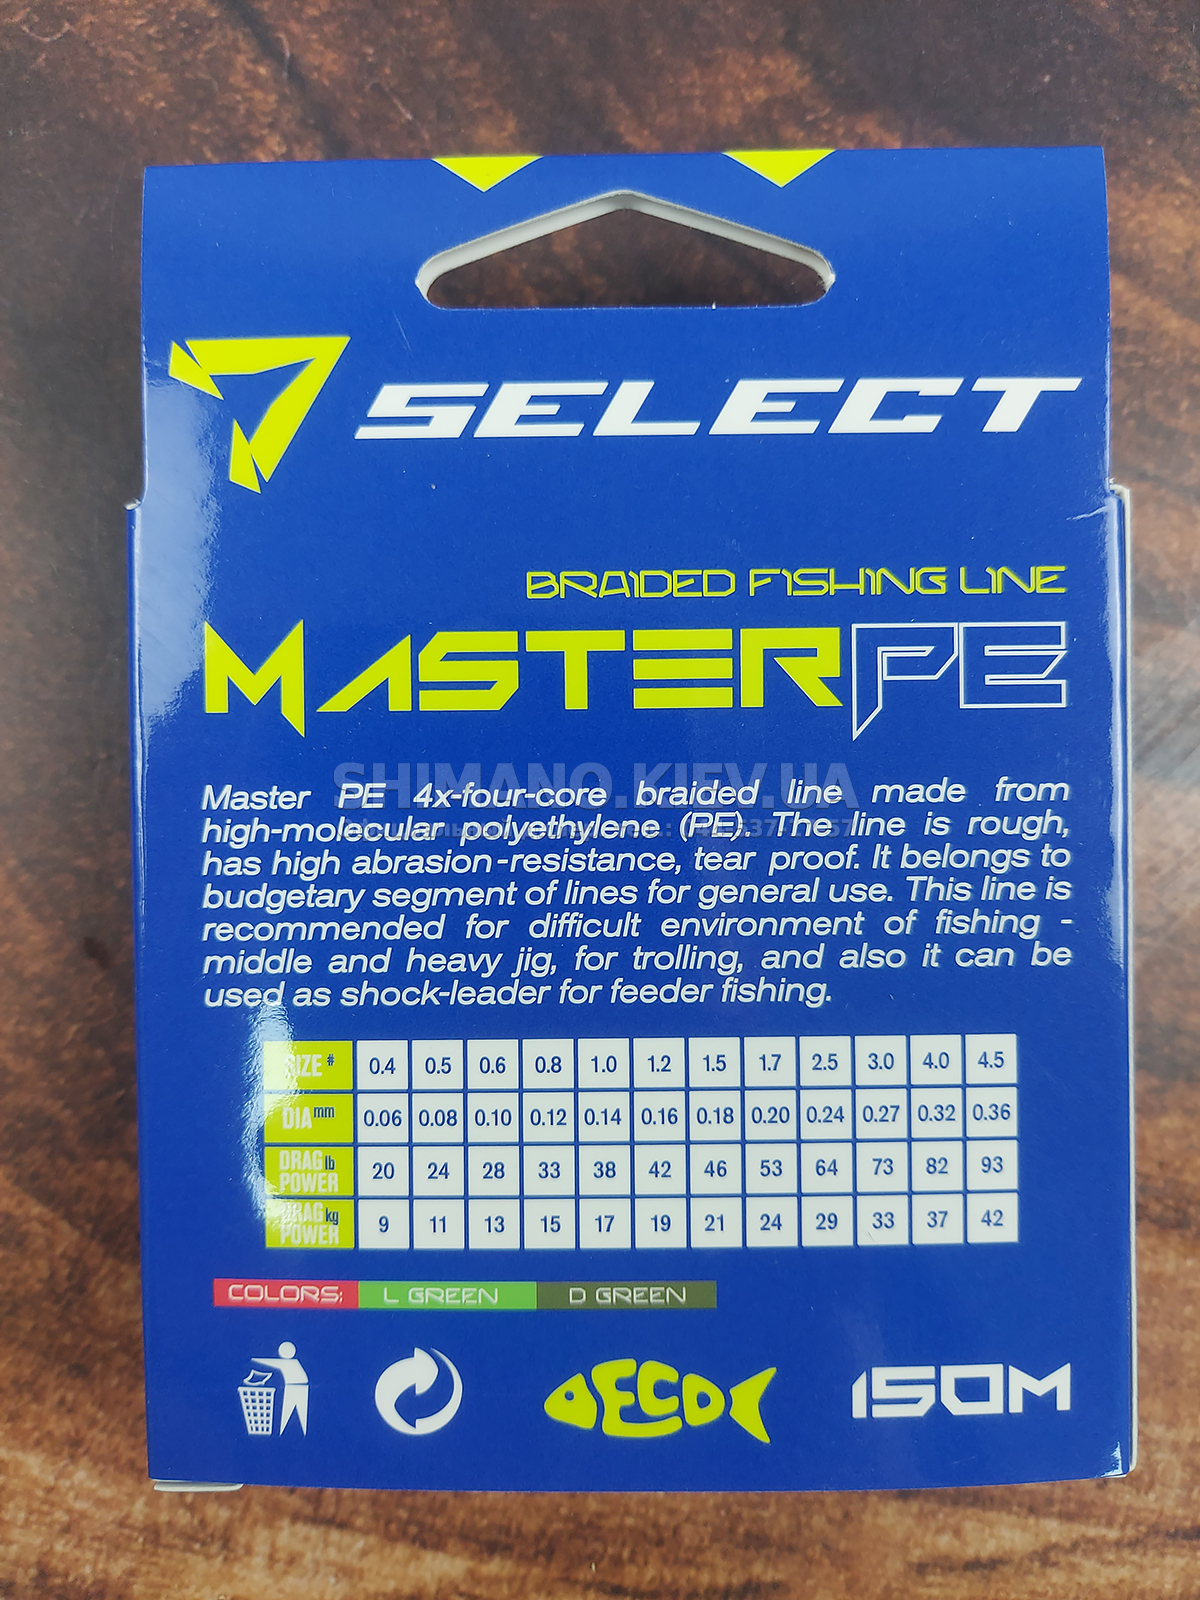 SELECT
BRAIDED FISHING LINE
MASTERPE
SHIMANO.KIEV.UA
Master PE 4x-four-core braided line made from
high-molecular polyethylene (PE). The line is rough,
has high abrasion-resistance, tear proof. It belongs to
budgetary segment of lines for general use. This line is
recommended for difficult environment of fishing -
middle and heavy jig, for trolling, and also it can be
used as shock-leader for feeder fishing.
SIZE # 0.4 0.5 0.6 0.8 1.0 1.2 1.5 1.7 2.5 3.0 4.0 4.5
DIA mm 0.06 0.08 0.10 0.12 0.14 0.16 0.18 0.20 0.24 0.27 0.32 0.36
DRAG lb POWER 20 24 28 33 38 42 46 53 64 73 82 93
DRAG kg POWER 9 11 13 15 17 19 21 24 29 33 37 42
COLORS: L GREEN D GREEN
ECO 150M